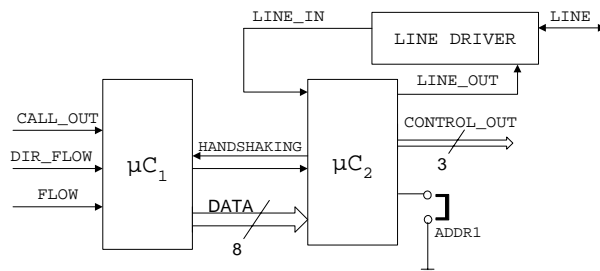 LINE_IN
LINE DRIVER
LINE
LINE_OUT
CALL_OUT
DIR_FLOW
FLOW
µC1
HANDSHAKING
DATA
8
µC2
CONTROL_OUT
3
ADDR1